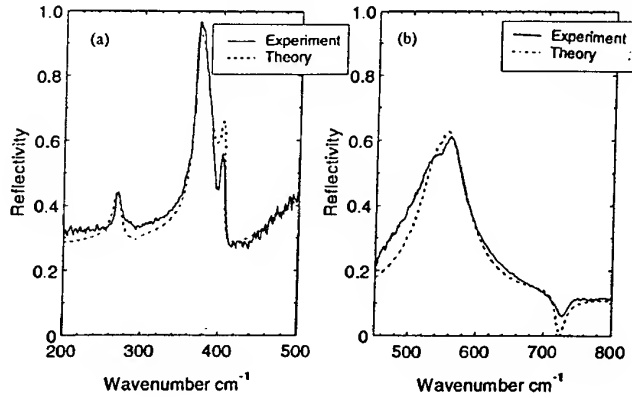 (a)
Experiment
Theory
1.0
0.8
0.6
0.4
0.2
0
Reflectivity
200
300
400
500
Wavenumber cm-1
(b)
Experiment
Theory
1.0
0.8
0.6
0.4
0.2
0
Reflectivity
500
600
700
800
Wavenumber cm-1